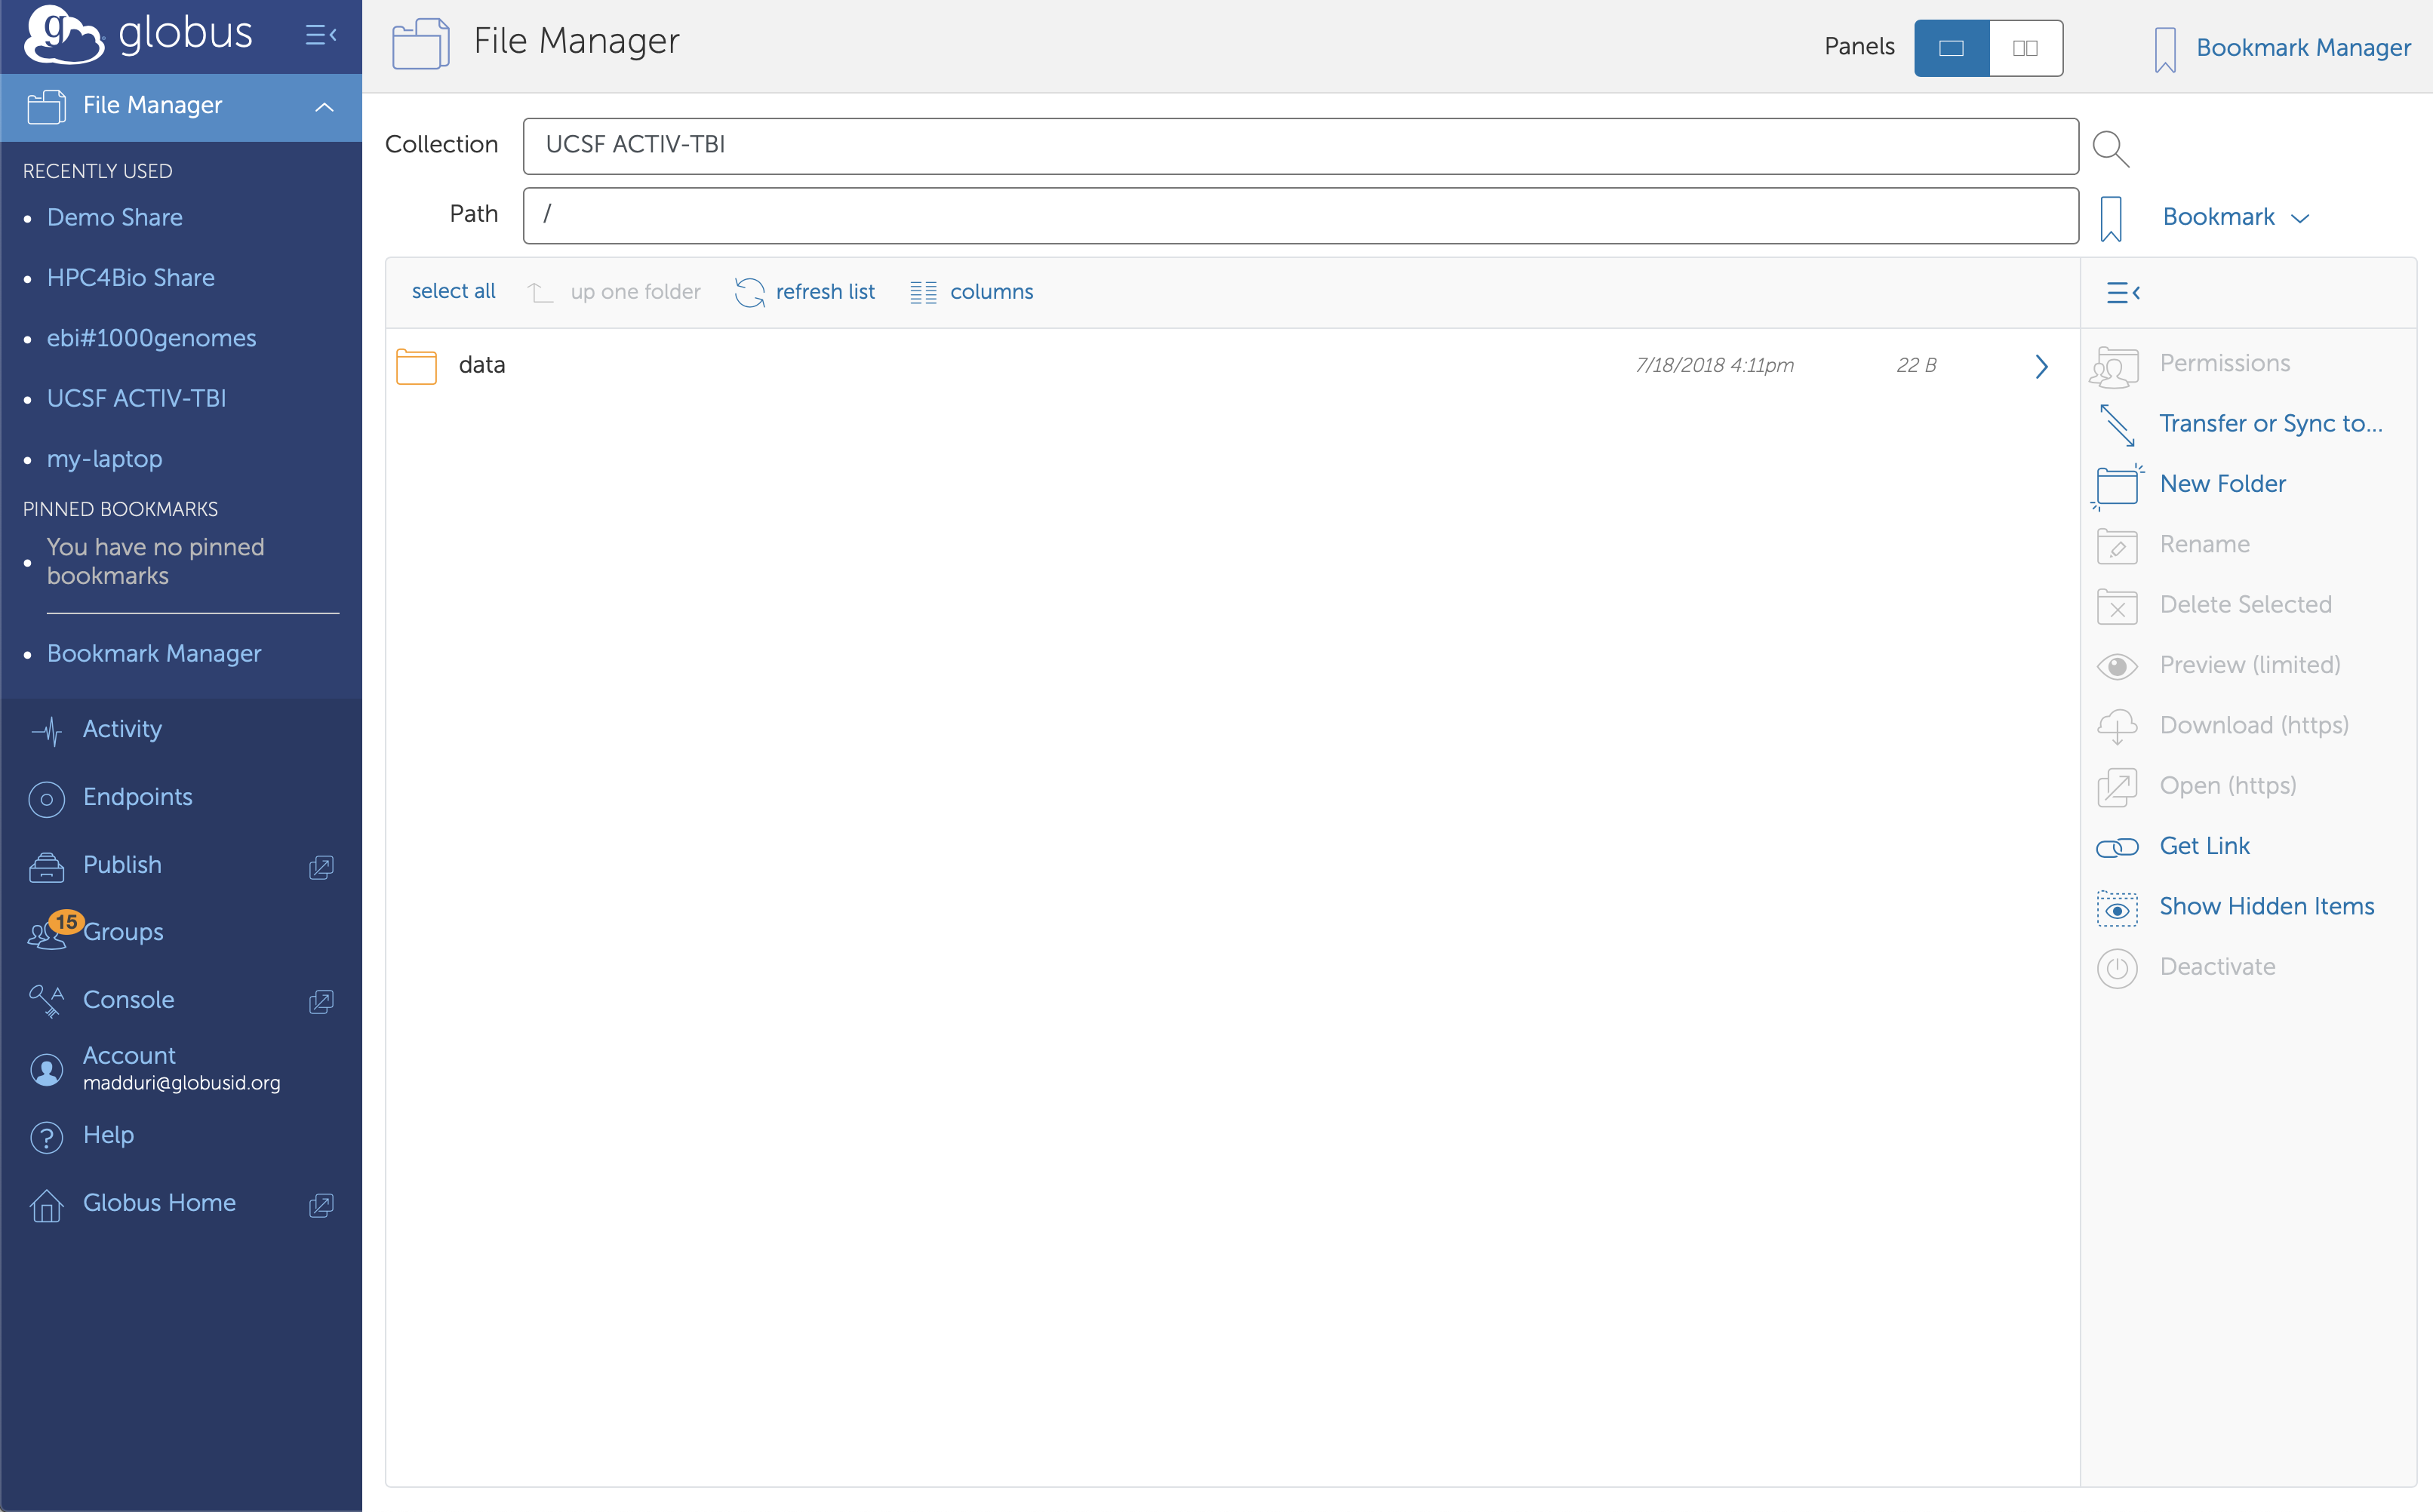 globus
File Manager
RECENTLY USED
Demo Share
HPC4Bio Share
ebi#1000genomes
UCSF ACTIV-TBI
my-laptop
PINNED BOOKMARKS
You have no pinned
bookmarks
Bookmark Manager
Activity
Endpoints
Publish
15
Groups
Console
Account
madduri@globusid.org
Help
Globus Home
File Manager
Panels
Bookmark Manager
Collection UCSF ACTIV-TBI
Path /
Bookmark
select all up one folder refresh list columns
data 7/18/2018 4:11pm 22 B
Permissions
Transfer or Sync to...
New Folder
Rename
Delete Selected
Preview (limited)
Download (https)
Open (https)
Get Link
Show Hidden Items
Deactivate